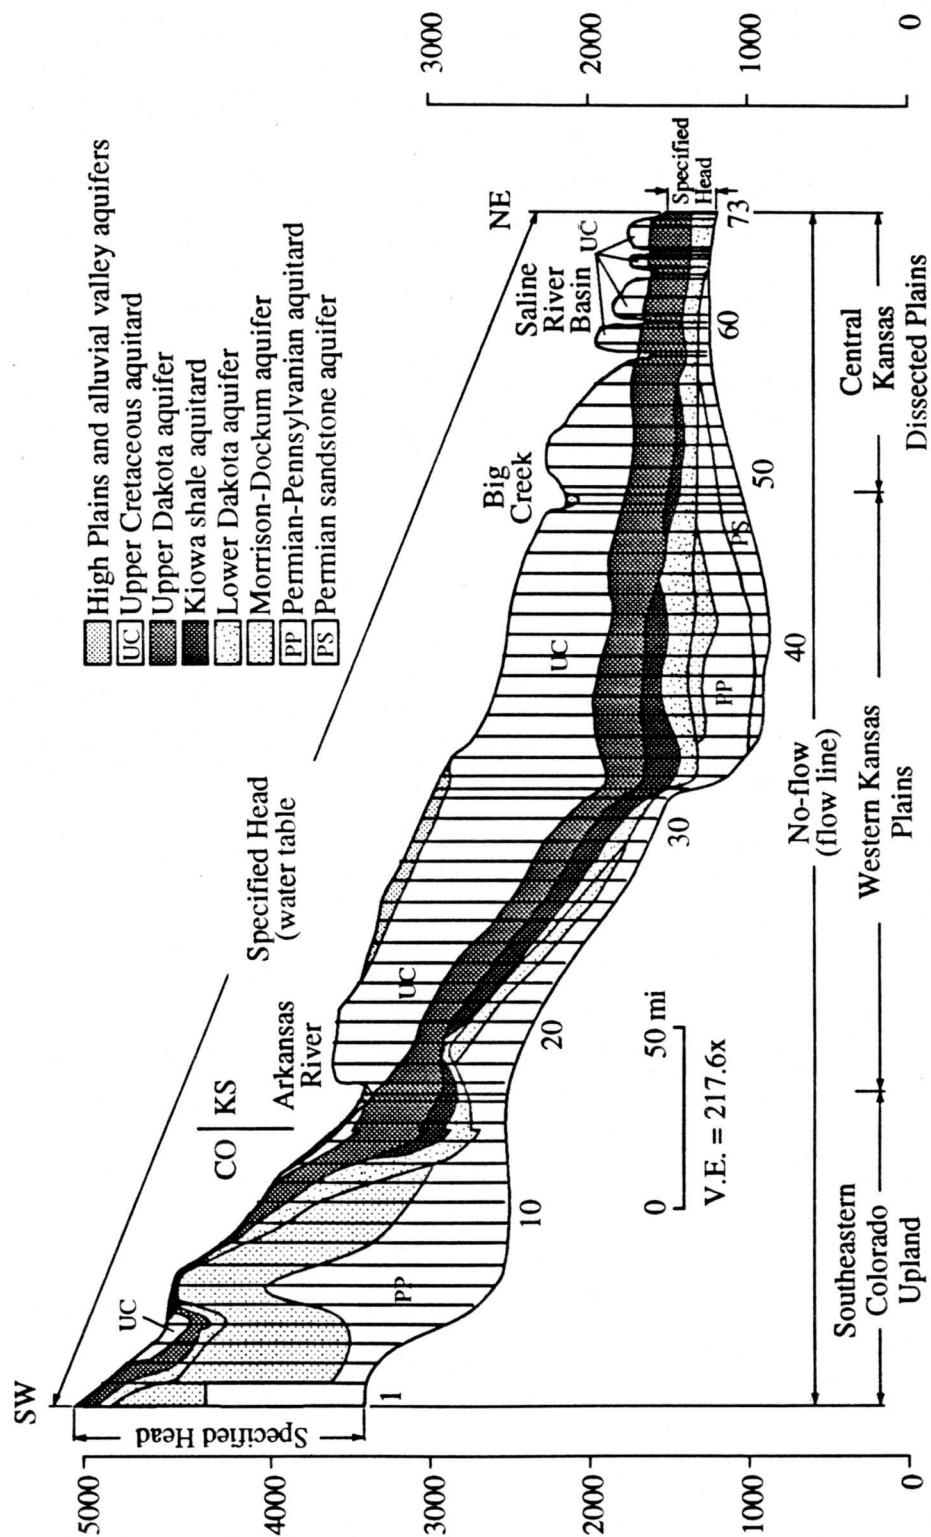 SW
NE
5000
4000
3000
2000
1000
0
3000
2000
1000
0
High Plains and alluvial valley aquifers
UC Upper Cretaceous aquitard
Upper Dakota aquifer
Kiowa shale aquitard
Lower Dakota aquifer
Morrison-Dockum aquifer
PP Permian-Pennsylvanian aquitard
PS Permian sandstone aquifer
Specified Head
(water table
CO KS
Arkansas
River
Big
Creek
Saline
River
Basin
UC
UC
UC
UC
PP
PP
PS
Specified Head
Specified
Head
1
10
20
30
40
50
60
73
0 50 mi
V.E. = 217.6x
No-flow
(flow line)
Southeastern
Colorado
Upland
Western Kansas
Plains
Central
Kansas
Dissected Plains